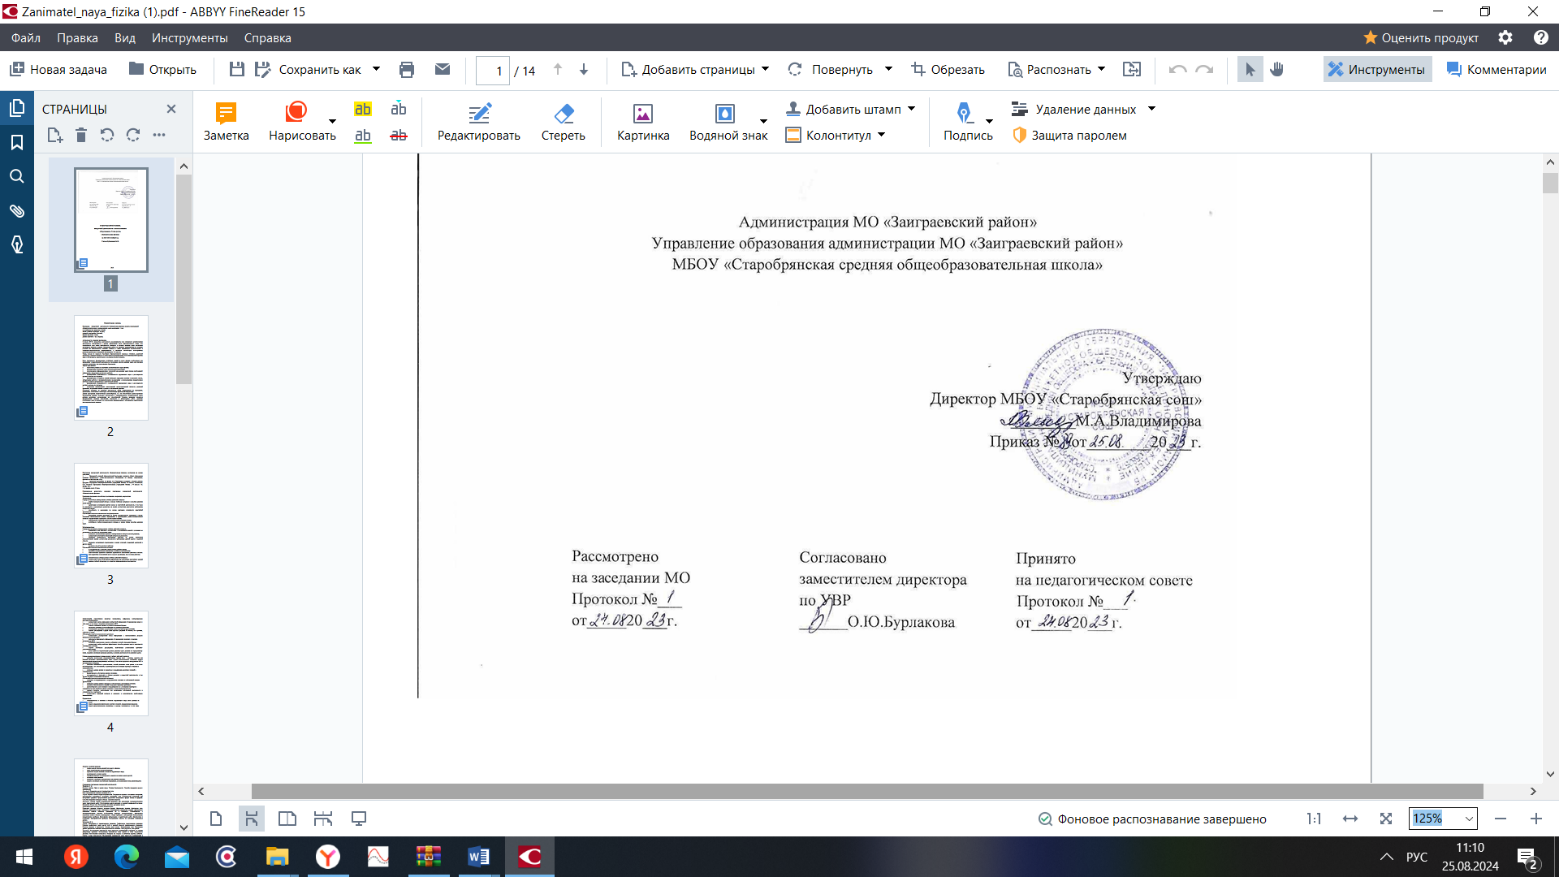 Zanimatel_naya_fizika (1).pdf - ABBYY FineReader 15
Файл Правка Вид Инструменты Справка
Оценить продукт
Новая задача Открыть Сохранить как 1 / 14 Добавить страницы Повернуть Обрезать Распознать Инструменты Комментарии
СТРАНИЦЫ
Заметка Нарисовать Редактировать Стереть Картинка Водяной знак Добавить штамп Колонтитул Подпись Удаление данных Защита паролем
Администрация МО «Заиграевский район»
Управление образования администрации МО «Заиграевский район»
МБОУ «Старобрянская средняя общеобразовательная школа»
Утверждаю
Директор МБОУ «Старобрянская сош»
М.А.Владимирова
Приказ № от 25.08. 2023 г.
Рассмотрено
на заседании МО
Протокол № 1
от 24.08 2023 г.
Согласовано
заместителем директора
по УВР
О.Ю.Бурлакова
Принято
на педагогическом совете
Протокол № 1.
от 24.08 2023 г.
1
2
3
4
Фоновое распознавание завершено 1:1 125%
РУС 11:10
25.08.2024
2